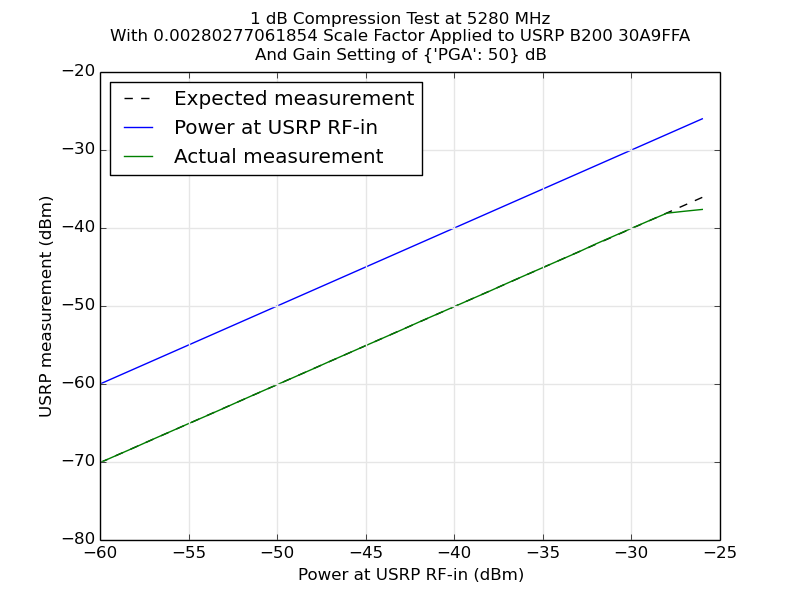 1 dB Compression Test at 5280 MHz
With 0.00280277061854 Scale Factor Applied to USRP B200 30A9FFA
And Gain Setting of {'PGA': 50} dB
Expected measurement
Power at USRP RF-in
Actual measurement
−20
−30
−40
−50
−60
−70
−80
USRP measurement (dBm)
−60 −55 −50 −45 −40 −35 −30 −25
Power at USRP RF-in (dBm)